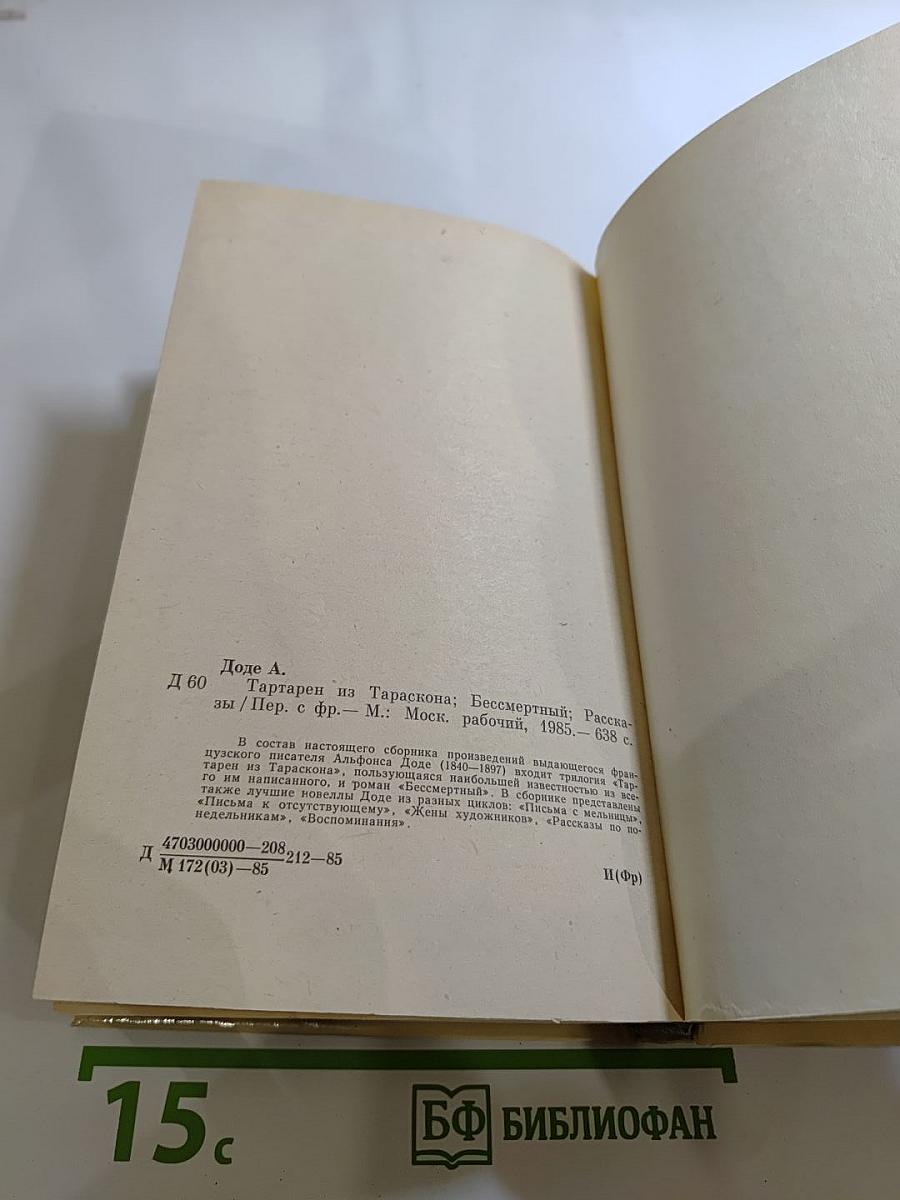 Доде А.
Д 60 Тартарен из Тараскона; Бессмертный; Расска-
зы / Пер. с фр.— М.: Моск. рабочий, 1985.— 638 с.
В состав настоящего сборника произведений выдающегося фран-
цузского писателя Альфонса Доде (1840—1897) входит трилогия «Тар-
тарен из Тараскона», пользующаяся наибольшей известностью из все-
го им написанного, и роман «Бессмертный». В сборнике представлены
также лучшие новеллы Доде из разных циклов: «Письма с мельницы»,
«Письма к отсутствующему», «Жены художников», «Рассказы по по-
недельникам», «Воспоминания».
Д 4703000000—208 212—85
М 172(03)—85
И(Фр)
15 с
БФ БИБЛИОФАН